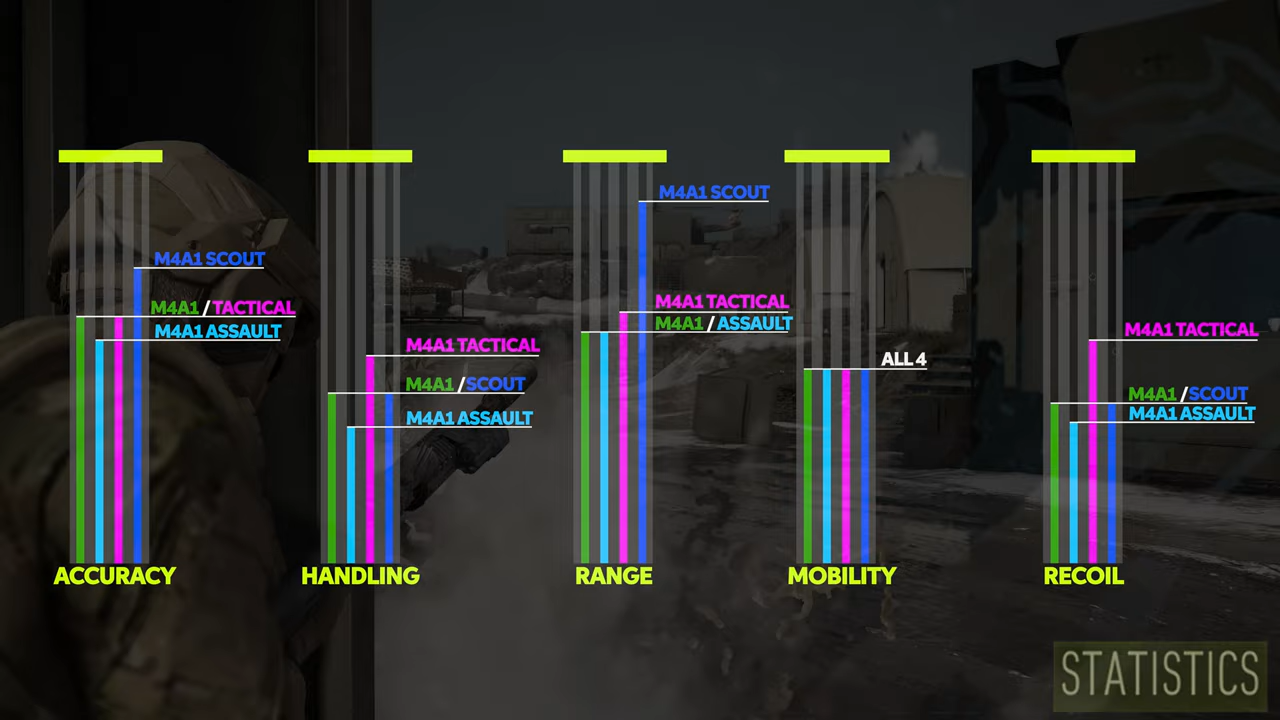 M4A1 SCOUT
M4A1 / TACTICAL
M4A1 ASSAULT
ACCURACY
M4A1 TACTICAL
M4A1 / SCOUT
M4A1 ASSAULT
HANDLING
M4A1 SCOUT
M4A1 TACTICAL
M4A1 / ASSAULT
RANGE
ALL 4
MOBILITY
M4A1 TACTICAL
M4A1 / SCOUT
M4A1 ASSAULT
RECOIL
STATISTICS